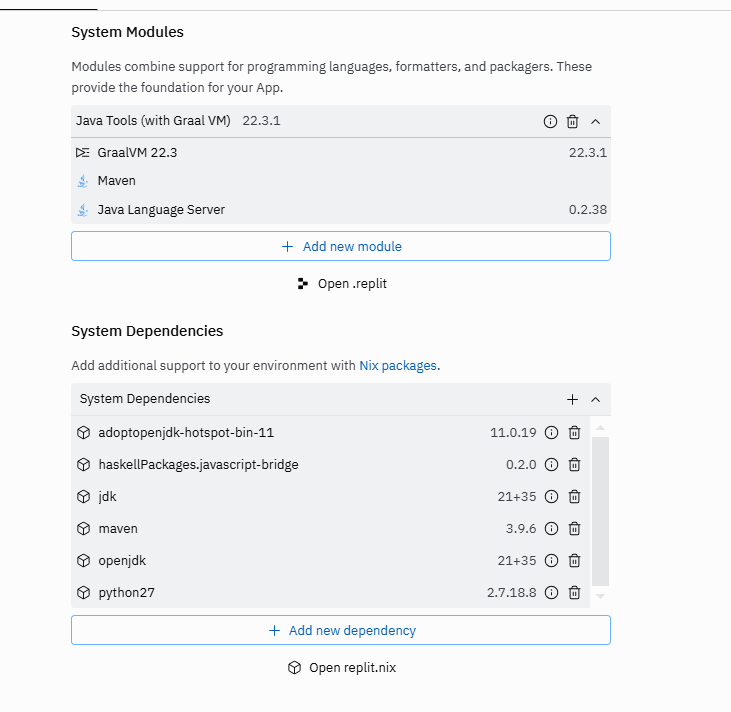 System Modules
Modules combine support for programming languages, formatters, and packagers. These
provide the foundation for your App.
Java Tools (with Graal VM) 22.3.1
GraalVM 22.3 22.3.1
Maven
Java Language Server 0.2.38
+ Add new module
Open .replit
System Dependencies
Add additional support to your environment with Nix packages.
System Dependencies
adoptopenjdk-hotspot-bin-11 11.0.19
haskellPackages.javascript-bridge 0.2.0
jdk 21+35
maven 3.9.6
openjdk 21+35
python27 2.7.18.8
+ Add new dependency
Open replit.nix